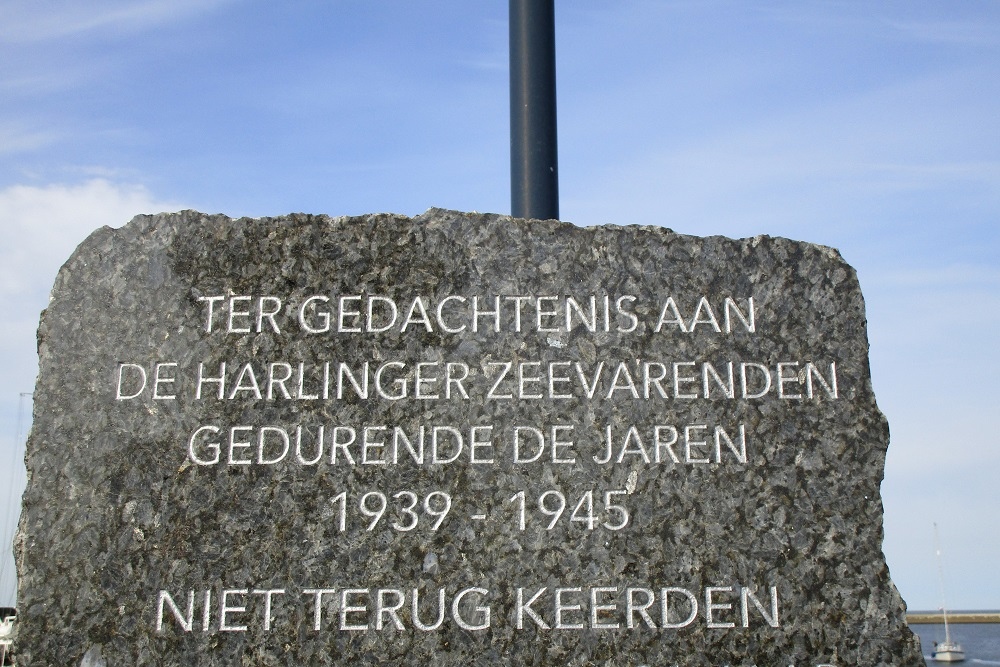 TER GEDACHTENIS AAN
DE HARLINGER ZEEVARENDEN
GEDURENDE DE JAREN
1939 - 1945
NIET TERUG KEERDEN